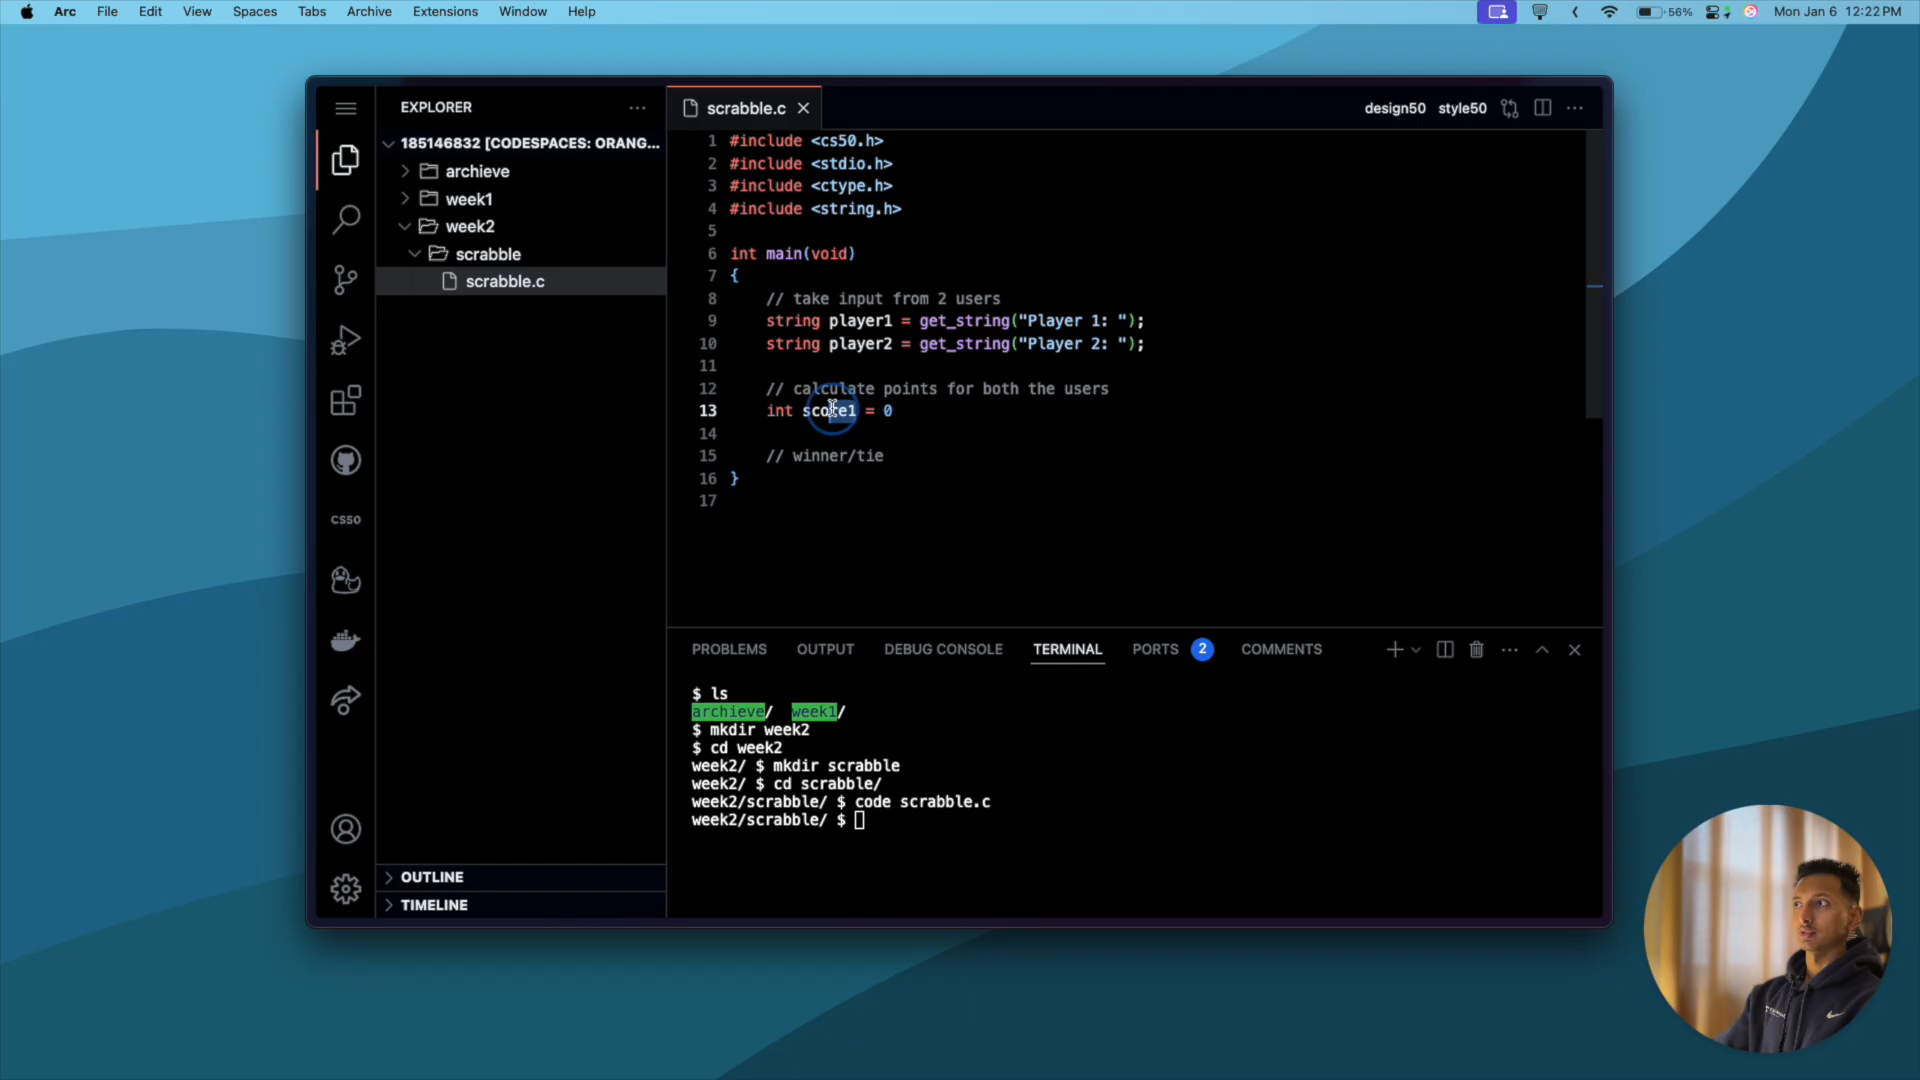 Arc File Edit View Spaces Tabs Archive Extensions Window Help 56% Mon Jan 6 12:22 PM
EXPLORER
185146832 [CODESPACES: ORANG...
archieve
week1
week2
scrabble
scrabble.c
CS50
OUTLINE
TIMELINE
scrabble.c
design50 style50
1 #include <cs50.h>
2 #include <stdio.h>
3 #include <ctype.h>
4 #include <string.h>
5
6 int main(void)
7 {
8 // take input from 2 users
9 string player1 = get_string("Player 1: ");
10 string player2 = get_string("Player 2: ");
11
12 // calculate points for both the users
13 int score1 = 0
14
15 // winner/tie
16 }
17
PROBLEMS OUTPUT DEBUG CONSOLE TERMINAL PORTS 2 COMMENTS
$ ls
archieve/ week1/
$ mkdir week2
$ cd week2
week2/ $ mkdir scrabble
week2/ $ cd scrabble/
week2/scrabble/ $ code scrabble.c
week2/scrabble/ $